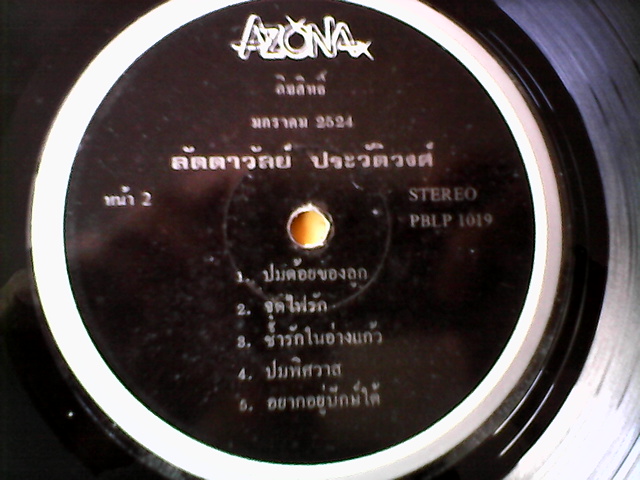 AZONA
ลิขสิทธิ์
มกราคม 2524
ลัดดาวัลย์ ประวัติวงศ์
หน้า 2
STEREO
PBLP 1019
1. ปมด้อยของลูก
2. จุดไฟรัก
3. ช้ำรักในอ่างแก้ว
4. ปมพิศวาส
5. อยากอยู่ปักษ์ใต้